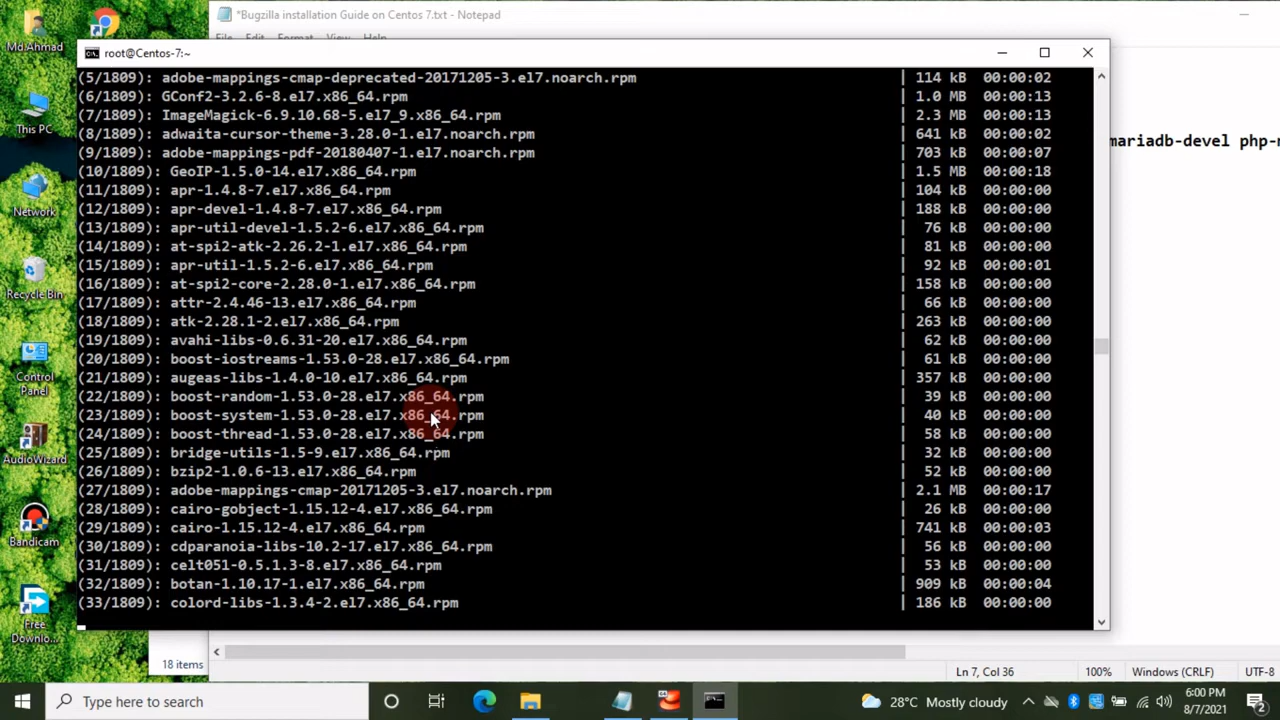 *Bugzilla installation Guide on Centos 7.txt - Notepad
File Edit Format View Help
Md.Ahmad
This PC
Network
Recycle Bin
Control
Panel
AudioWizard
Bandicam
Free
Downlo...
root@Centos-7:~
(5/1809): adobe-mappings-cmap-deprecated-20171205-3.el7.noarch.rpm | 114 kB 00:00:02
(6/1809): GConf2-3.2.6-8.el7.x86_64.rpm | 1.0 MB 00:00:13
(7/1809): ImageMagick-6.9.10.68-5.el7_9.x86_64.rpm | 2.3 MB 00:00:13
(8/1809): adwaita-cursor-theme-3.28.0-1.el7.noarch.rpm | 641 kB 00:00:02
(9/1809): adobe-mappings-pdf-20180407-1.el7.noarch.rpm | 703 kB 00:00:07
(10/1809): GeoIP-1.5.0-14.el7.x86_64.rpm | 1.5 MB 00:00:18
(11/1809): apr-1.4.8-7.el7.x86_64.rpm | 104 kB 00:00:00
(12/1809): apr-devel-1.4.8-7.el7.x86_64.rpm | 188 kB 00:00:00
(13/1809): apr-util-devel-1.5.2-6.el7.x86_64.rpm | 76 kB 00:00:00
(14/1809): at-spi2-atk-2.26.2-1.el7.x86_64.rpm | 81 kB 00:00:00
(15/1809): apr-util-1.5.2-6.el7.x86_64.rpm | 92 kB 00:00:01
(16/1809): at-spi2-core-2.28.0-1.el7.x86_64.rpm | 158 kB 00:00:00
(17/1809): attr-2.4.46-13.el7.x86_64.rpm | 66 kB 00:00:00
(18/1809): atk-2.28.1-2.el7.x86_64.rpm | 263 kB 00:00:00
(19/1809): avahi-libs-0.6.31-20.el7.x86_64.rpm | 62 kB 00:00:00
(20/1809): boost-iostreams-1.53.0-28.el7.x86_64.rpm | 61 kB 00:00:00
(21/1809): augeas-libs-1.4.0-10.el7.x86_64.rpm | 357 kB 00:00:00
(22/1809): boost-random-1.53.0-28.el7.x86_64.rpm | 39 kB 00:00:00
(23/1809): boost-system-1.53.0-28.el7.x86_64.rpm | 40 kB 00:00:00
(24/1809): boost-thread-1.53.0-28.el7.x86_64.rpm | 58 kB 00:00:00
(25/1809): bridge-utils-1.5-9.el7.x86_64.rpm | 32 kB 00:00:00
(26/1809): bzip2-1.0.6-13.el7.x86_64.rpm | 52 kB 00:00:00
(27/1809): adobe-mappings-cmap-20171205-3.el7.noarch.rpm | 2.1 MB 00:00:17
(28/1809): cairo-gobject-1.15.12-4.el7.x86_64.rpm | 26 kB 00:00:00
(29/1809): cairo-1.15.12-4.el7.x86_64.rpm | 741 kB 00:00:03
(30/1809): cdparanoia-libs-10.2-17.el7.x86_64.rpm | 56 kB 00:00:00
(31/1809): celt051-0.5.1.3-8.el7.x86_64.rpm | 53 kB 00:00:00
(32/1809): botan-1.10.17-1.el7.x86_64.rpm | 909 kB 00:00:04
(33/1809): colord-libs-1.3.4-2.el7.x86_64.rpm | 186 kB 00:00:00
mariadb-devel php-m
18 items
Ln 7, Col 36 100% Windows (CRLF) UTF-8
Type here to search
28°C Mostly cloudy
6:00 PM
8/7/2021
2